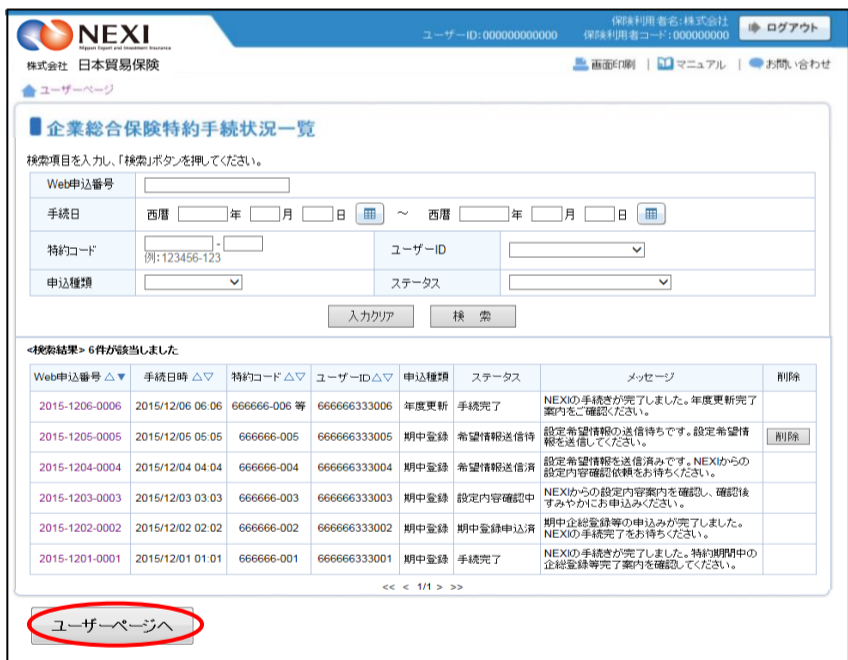 NEXI
Nippon Export and Investment Insurance
ユーザーID:000000000000
保険利用者名:株式会社
保険利用者コード:000000000
ログアウト
株式会社 日本貿易保険
画面印刷 | マニュアル | お問い合わせ
ユーザーページ
企業総合保険特約手続状況一覧
検索項目を入力し、「検索」ボタンを押してください。
Web申込番号
手続日 西暦 年 月 日 ~ 西暦 年 月 日
特約コード - ユーザーID
例:123456-123
申込種類 ステータス
入力クリア 検 索
<検索結果> 6件が該当しました
Web申込番号 △▼ 手続日時 △▽ 特約コード △▽ ユーザーID△▽ 申込種類 ステータス メッセージ 削除
2015-1206-0006 2015/12/06 06:06 666666-006 等 666666333006 年度更新 手続完了 NEXIの手続きが完了しました。年度更新完了
案内をご確認ください。
2015-1205-0005 2015/12/05 05:05 666666-005 666666333005 期中登録 希望情報送信待 設定希望情報の送信待ちです。設定希望情
報を送信してください。 削除
2015-1204-0004 2015/12/04 04:04 666666-004 666666333004 期中登録 希望情報送信済 設定希望情報を送信済みです。NEXIからの
設定内容確認依頼をお待ちください。
2015-1203-0003 2015/12/03 03:03 666666-003 666666333003 期中登録 設定内容確認中 NEXIからの設定内容案内を確認し、確認後
すみやかにお申込みください。
2015-1202-0002 2015/12/02 02:02 666666-002 666666333002 期中登録 期中登録申込済 期中企総登録等の申込みが完了しました。
NEXIの手続完了をお待ちください。
2015-1201-0001 2015/12/01 01:01 666666-001 666666333001 期中登録 手続完了 NEXIの手続きが完了しました。特約期間中の
企総登録等完了案内を確認してください。
<< < 1/1 > >>
ユーザーページへ